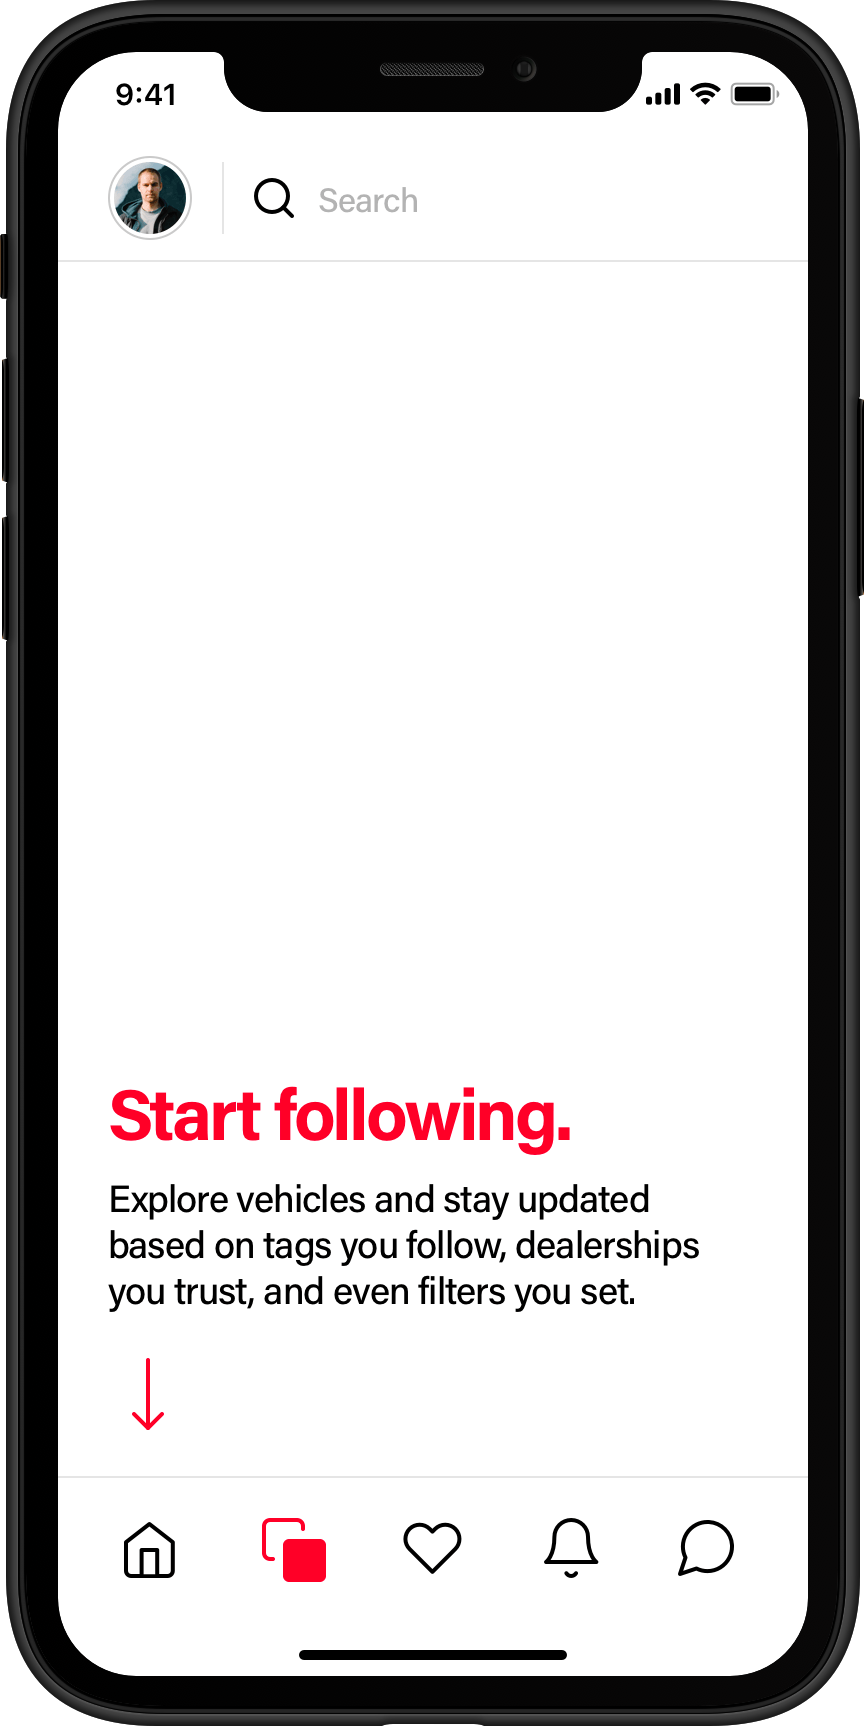 9:41
Search
Start following.
Explore vehicles and stay updated
based on tags you follow, dealerships
you trust, and even filters you set.